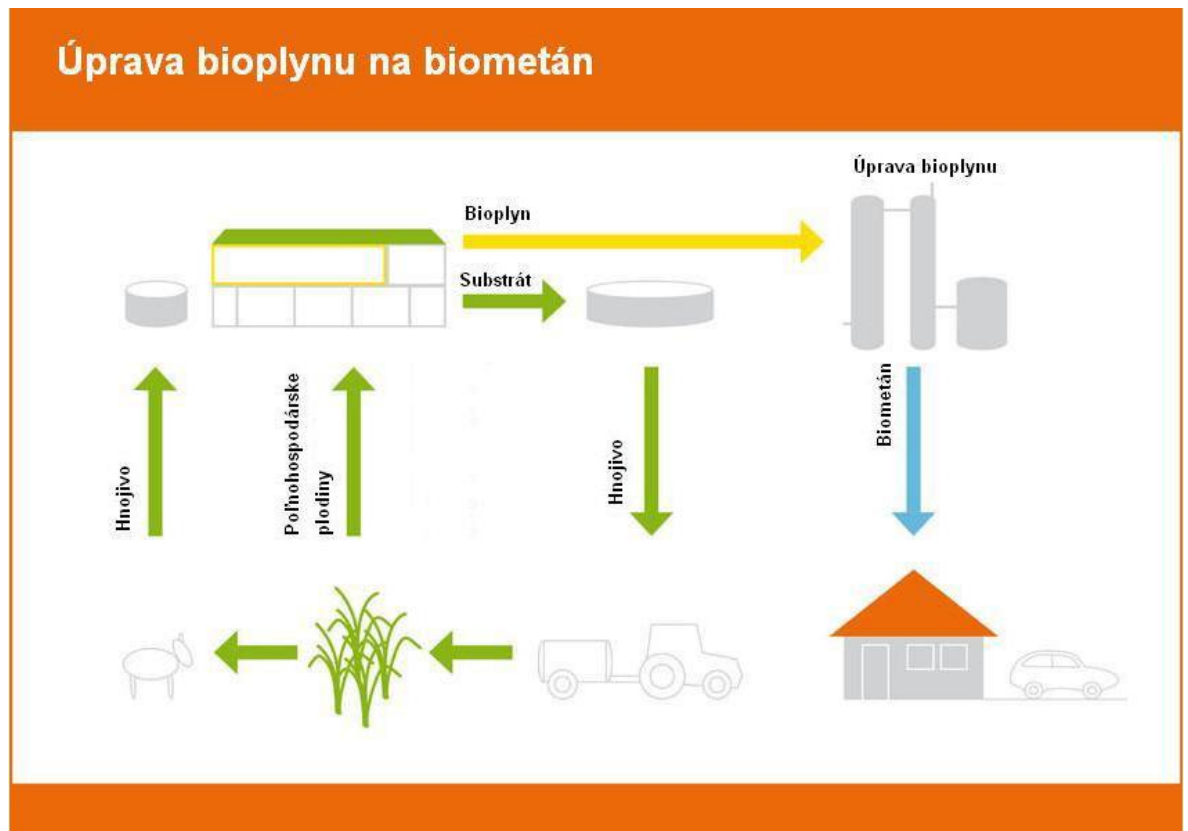 Úprava bioplynu na biometán
Úprava bioplynu
Bioplyn
Substrát
Hnojivo
Poľnohospodárske
plodiny
Hnojivo
Biometán